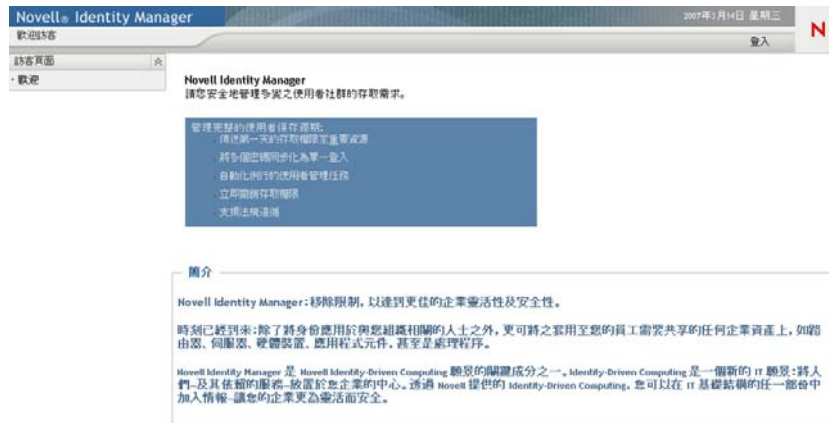 Novell® Identity Manager
2007年3月14日 星期三
歡迎訪客
登入
N
訪客頁面
· 歡迎
Novell Identity Manager
讓您安全地管理多變之使用者社群的存取需求。
管理完整的使用者保存週期:
傳送第一天的存取權限至重要資源
將多個密碼同步化為單一登入
自動化例行的使用者管理任務
立即撤銷存取權限
支援法規遵循
簡介
Novell Identity Manager:移除限制, 以達到更佳的企業靈活性及安全性。
時刻已經到來:除了將身份應用於與您組織相關的人士之外, 更可將之套用至您的員工需要共享的任何企業資產上, 如路
由器、伺服器、硬體裝置、應用程式元件, 甚至是處理程序。
Novell Identity Manager 是 Novell Identity-Driven Computing 願景的關鍵成分之一。Identity-Driven Computing 是一個新的 IT 願景:將人
們–及其依賴的服務–放置於您企業的中心。透過 Novell 提供的 Identity-Driven Computing, 您可以在 IT 基礎結構的任一部份中
加入情報–讓您的企業更為靈活而安全。